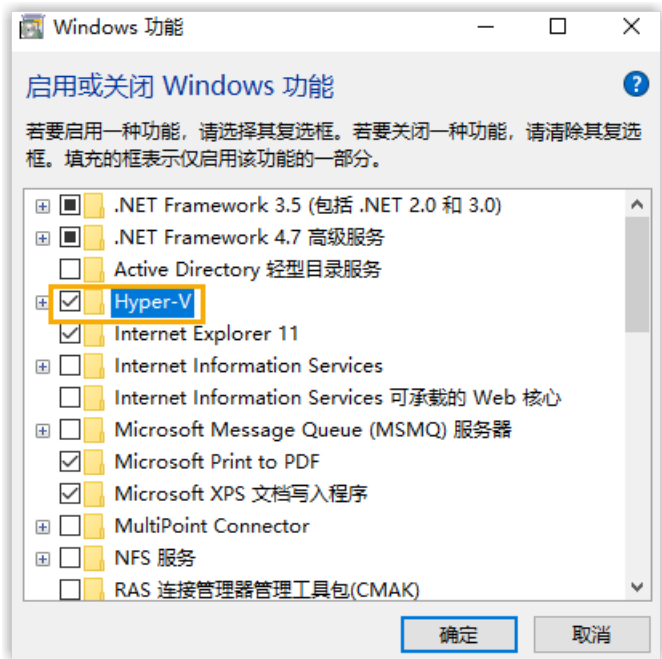 Windows 功能
启用或关闭 Windows 功能
若要启用一种功能，请选择其复选框。若要关闭一种功能，请清除其复选
框。填充的框表示仅启用该功能的一部分。
.NET Framework 3.5 (包括 .NET 2.0 和 3.0)
.NET Framework 4.7 高级服务
Active Directory 轻型目录服务
Hyper-V
Internet Explorer 11
Internet Information Services
Internet Information Services 可承载的 Web 核心
Microsoft Message Queue (MSMQ) 服务器
Microsoft Print to PDF
Microsoft XPS 文档写入程序
MultiPoint Connector
NFS 服务
RAS 连接管理器管理工具包(CMAK)
确定 取消